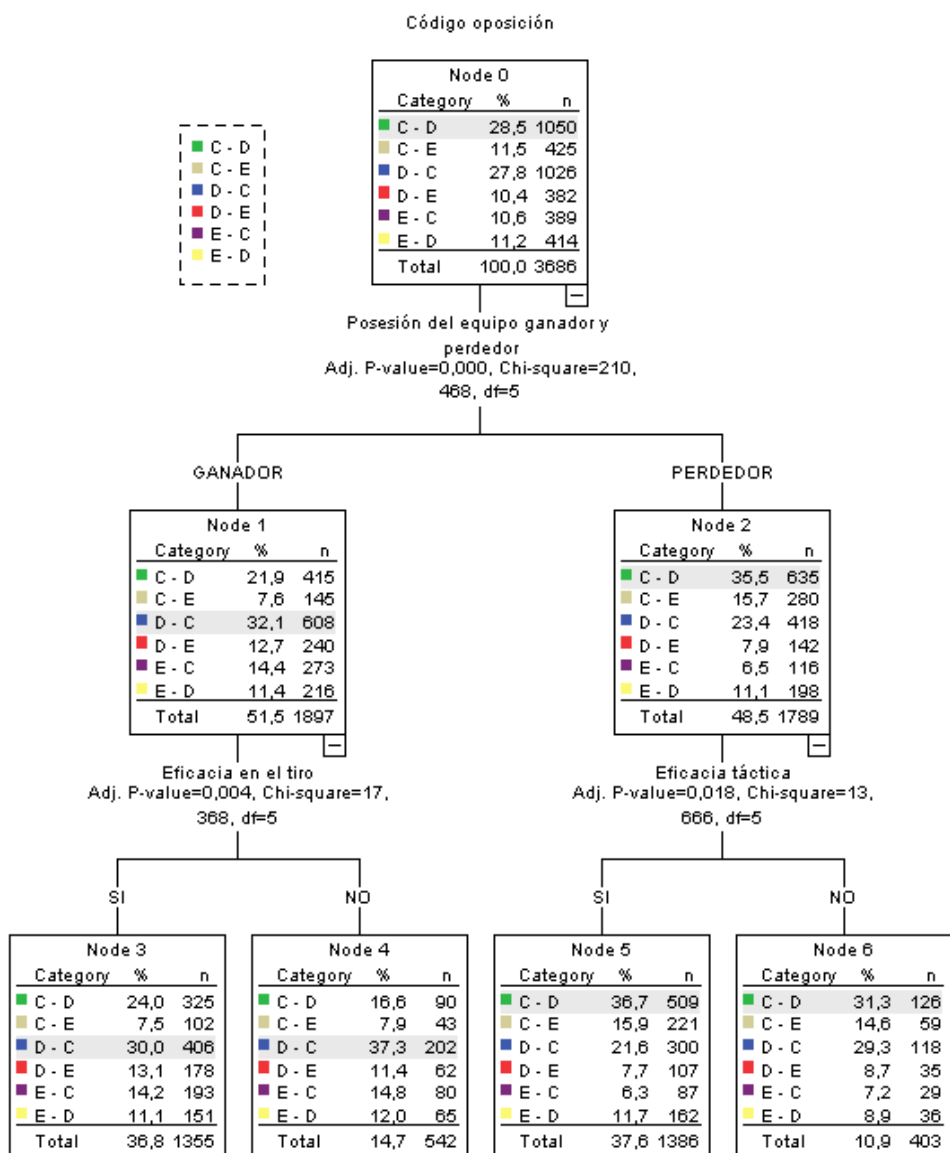 Código oposición
C - D
C - E
D - C
D - E
E - C
E - D
Node 0
Category % n
C - D 28,5 1050
C - E 11,5 425
D - C 27,8 1026
D - E 10,4 382
E - C 10,6 389
E - D 11,2 414
Total 100,0 3686
Posesión del equipo ganador y
perdedor
Adj. P-value=0,000, Chi-square=210,
468, df=5
GANADOR
PERDEDOR
Node 1
Category % n
C - D 21,9 415
C - E 7,6 145
D - C 32,1 608
D - E 12,7 240
E - C 14,4 273
E - D 11,4 216
Total 51,5 1897
Node 2
Category % n
C - D 35,5 635
C - E 15,7 280
D - C 23,4 418
D - E 7,9 142
E - C 6,5 116
E - D 11,1 198
Total 48,5 1789
Eficacia en el tiro
Adj. P-value=0,004, Chi-square=17,
368, df=5
Eficacia táctica
Adj. P-value=0,018, Chi-square=13,
666, df=5
SI
NO
SI
NO
Node 3
Category % n
C - D 24,0 325
C - E 7,5 102
D - C 30,0 406
D - E 13,1 178
E - C 14,2 193
E - D 11,1 151
Total 36,8 1355
Node 4
Category % n
C - D 16,6 90
C - E 7,9 43
D - C 37,3 202
D - E 11,4 62
E - C 14,8 80
E - D 12,0 65
Total 14,7 542
Node 5
Category % n
C - D 36,7 509
C - E 15,9 221
D - C 21,6 300
D - E 7,7 107
E - C 6,3 87
E - D 11,7 162
Total 37,6 1386
Node 6
Category % n
C - D 31,3 126
C - E 14,6 59
D - C 29,3 118
D - E 8,7 35
E - C 7,2 29
E - D 8,9 36
Total 10,9 403